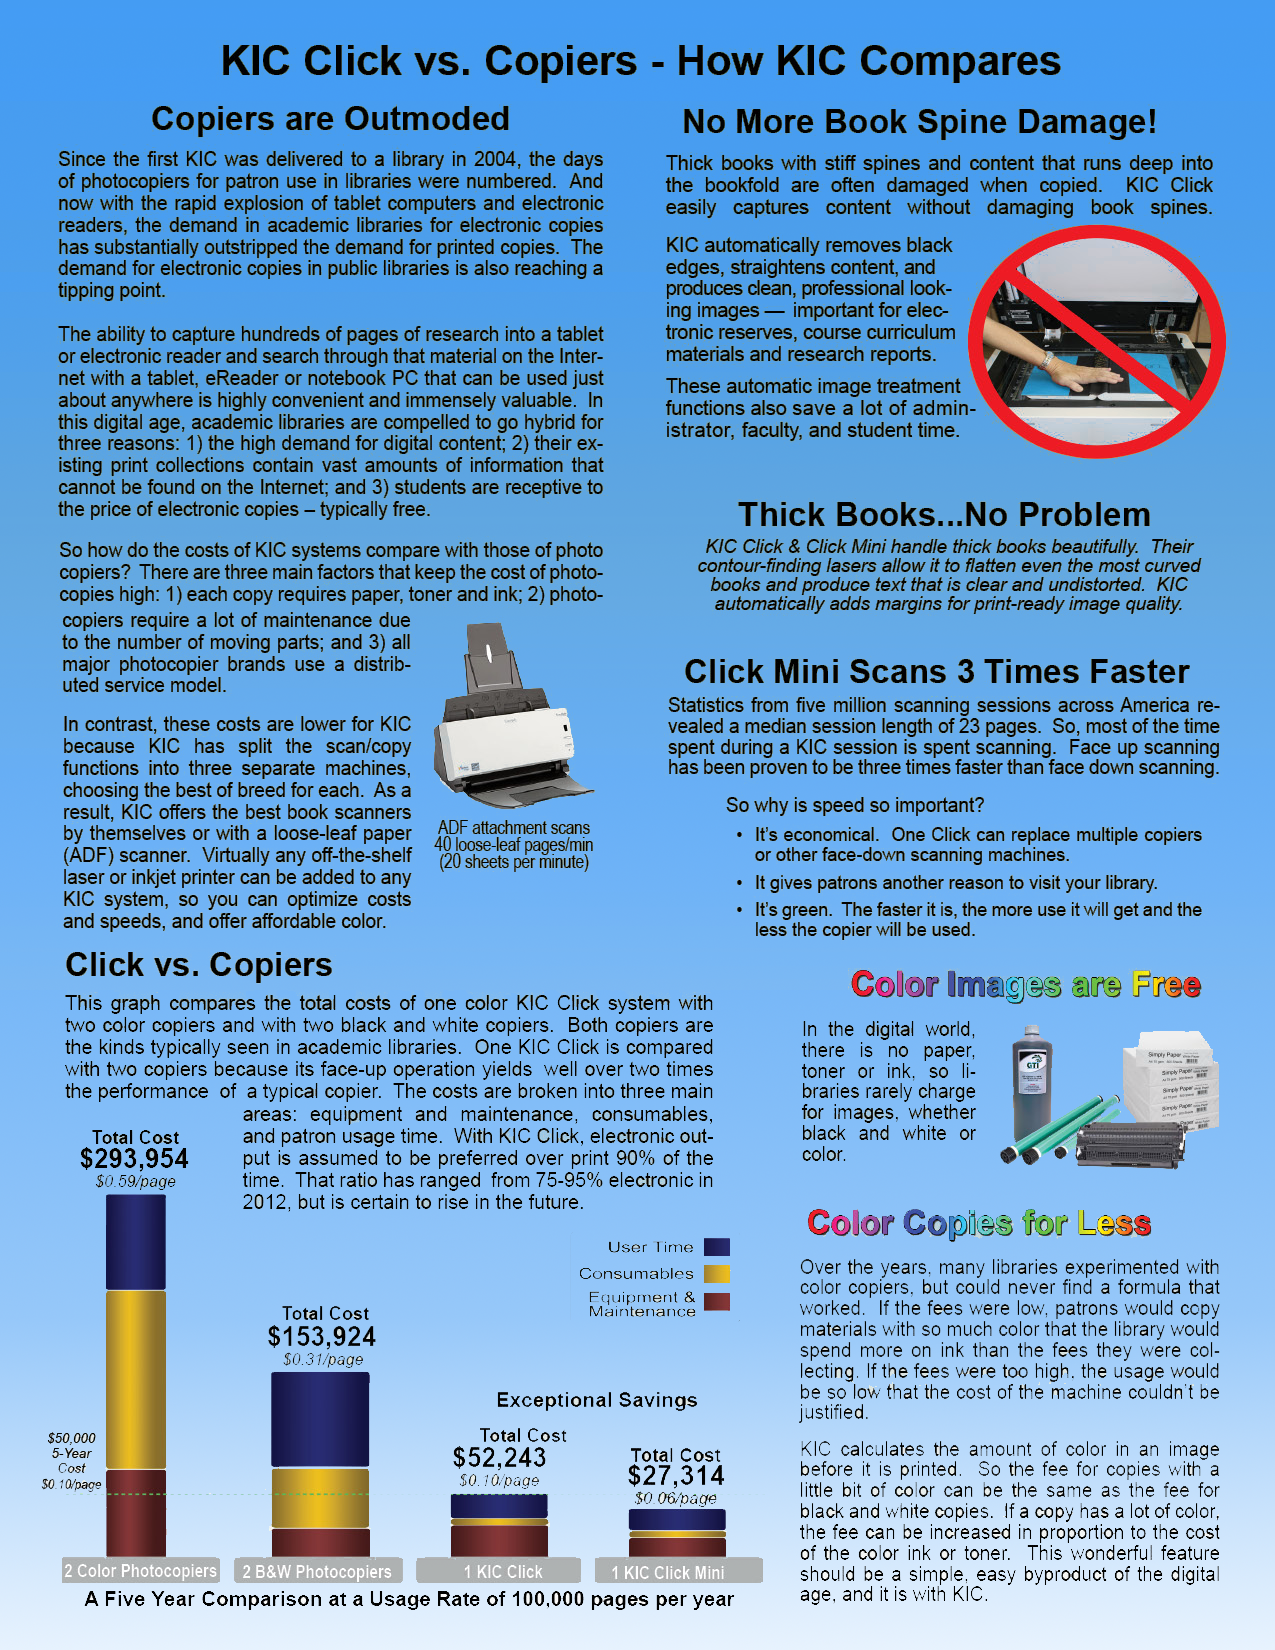 KIC Click vs. Copiers - How KIC Compares
Copiers are Outmoded
Since the first KIC was delivered to a library in 2004, the days
of photocopiers for patron use in libraries were numbered. And
now with the rapid explosion of tablet computers and electronic
readers, the demand in academic libraries for electronic copies
has substantially outstripped the demand for printed copies. The
demand for electronic copies in public libraries is also reaching a
tipping point.
The ability to capture hundreds of pages of research into a tablet
or electronic reader and search through that material on the Inter-
net with a tablet, eReader or notebook PC that can be used just
about anywhere is highly convenient and immensely valuable. In
this digital age, academic libraries are compelled to go hybrid for
three reasons: 1) the high demand for digital content; 2) their ex-
isting print collections contain vast amounts of information that
cannot be found on the Internet; and 3) students are receptive to
the price of electronic copies – typically free.
So how do the costs of KIC systems compare with those of photo
copiers? There are three main factors that keep the cost of photo-
copies high: 1) each copy requires paper, toner and ink; 2) photo-
copiers require a lot of maintenance due
to the number of moving parts; and 3) all
major photocopier brands use a distrib-
uted service model.
In contrast, these costs are lower for KIC
because KIC has split the scan/copy
functions into three separate machines,
choosing the best of breed for each. As a
result, KIC offers the best book scanners
by themselves or with a loose-leaf paper
(ADF) scanner. Virtually any off-the-shelf
laser or inkjet printer can be added to any
KIC system, so you can optimize costs
and speeds, and offer affordable color.
ADF attachment scans
40 loose-leaf pages/min
(20 sheets per minute)
No More Book Spine Damage!
Thick books with stiff spines and content that runs deep into
the bookfold are often damaged when copied. KIC Click
easily captures content without damaging book spines.
KIC automatically removes black
edges, straightens content, and
produces clean, professional look-
ing images — important for elec-
tronic reserves, course curriculum
materials and research reports.
These automatic image treatment
functions also save a lot of admin-
istrator, faculty, and student time.
Thick Books...No Problem
KIC Click & Click Mini handle thick books beautifully. Their
contour-finding lasers allow it to flatten even the most curved
books and produce text that is clear and undistorted. KIC
automatically adds margins for print-ready image quality.
Click Mini Scans 3 Times Faster
Statistics from five million scanning sessions across America re-
vealed a median session length of 23 pages. So, most of the time
spent during a KIC session is spent scanning. Face up scanning
has been proven to be three times faster than face down scanning.
So why is speed so important?
• It's economical. One Click can replace multiple copiers
or other face-down scanning machines.
• It gives patrons another reason to visit your library.
• It's green. The faster it is, the more use it will get and the
less the copier will be used.
Click vs. Copiers
This graph compares the total costs of one color KIC Click system with
two color copiers and with two black and white copiers. Both copiers are
the kinds typically seen in academic libraries. One KIC Click is compared
with two copiers because its face-up operation yields well over two times
the performance of a typical copier. The costs are broken into three main
areas: equipment and maintenance, consumables,
and patron usage time. With KIC Click, electronic out-
put is assumed to be preferred over print 90% of the
time. That ratio has ranged from 75-95% electronic in
2012, but is certain to rise in the future.
Total Cost
$293,954
$0.59/page
User Time
Consumables
Equipment &
Maintenance
Total Cost
$153,924
$0.31/page
Exceptional Savings
Total Cost
$52,243
$0.10/page
Total Cost
$27,314
$0.06/page
$50,000
5-Year
Cost
$0.10/page
2 Color Photocopiers
2 B&W Photocopiers
1 KIC Click
1 KIC Click Mini
A Five Year Comparison at a Usage Rate of 100,000 pages per year
Color Images are Free
In the digital world,
there is no paper,
toner or ink, so li-
braries rarely charge
for images, whether
black and white or
color.
GTI
Simply Paper
Simply Paper
Simply Paper
Simply Paper
Simply Paper
Color Copies for Less
Over the years, many libraries experimented with
color copiers, but could never find a formula that
worked. If the fees were low, patrons would copy
materials with so much color that the library would
spend more on ink than the fees they were col-
lecting. If the fees were too high, the usage would
be so low that the cost of the machine couldn't be
justified.
KIC calculates the amount of color in an image
before it is printed. So the fee for copies with a
little bit of color can be the same as the fee for
black and white copies. If a copy has a lot of color,
the fee can be increased in proportion to the cost
of the color ink or toner. This wonderful feature
should be a simple, easy byproduct of the digital
age, and it is with KIC.